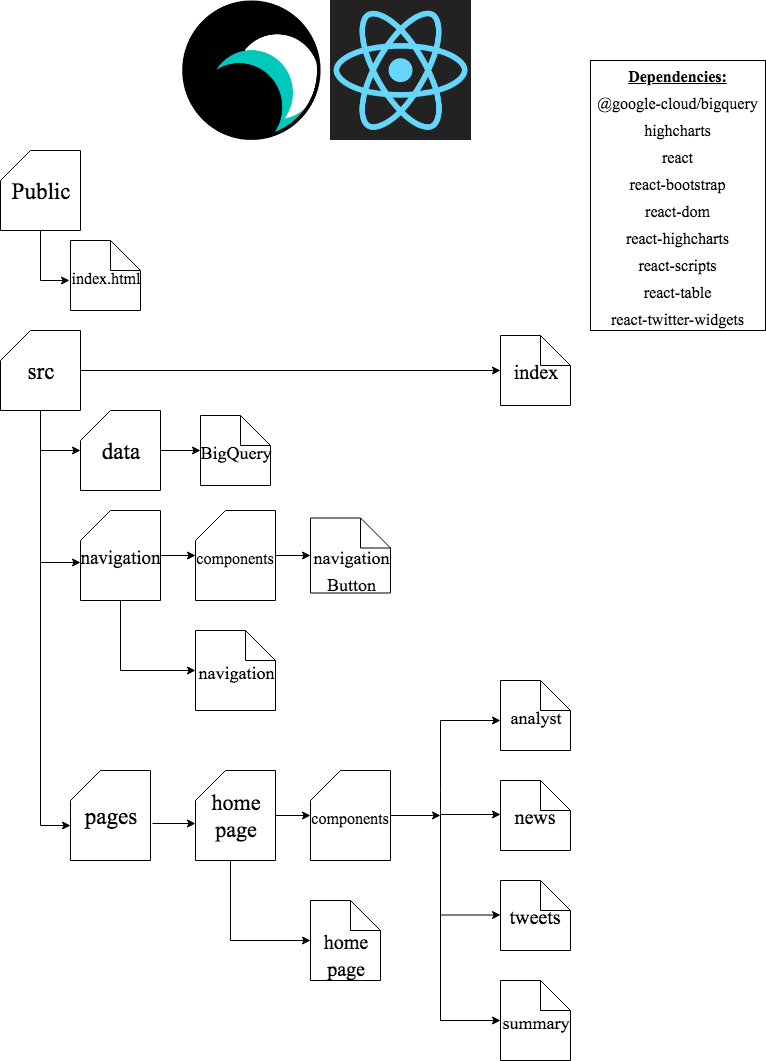 Dependencies:
@google-cloud/bigquery
highcharts
react
react-bootstrap
react-dom
react-highcharts
react-scripts
react-table
react-twitter-widgets
Public
index.html
src
index
data
BigQuery
navigation
components
navigation
Button
navigation
analyst
pages
home
page
components
news
tweets
home
page
summary